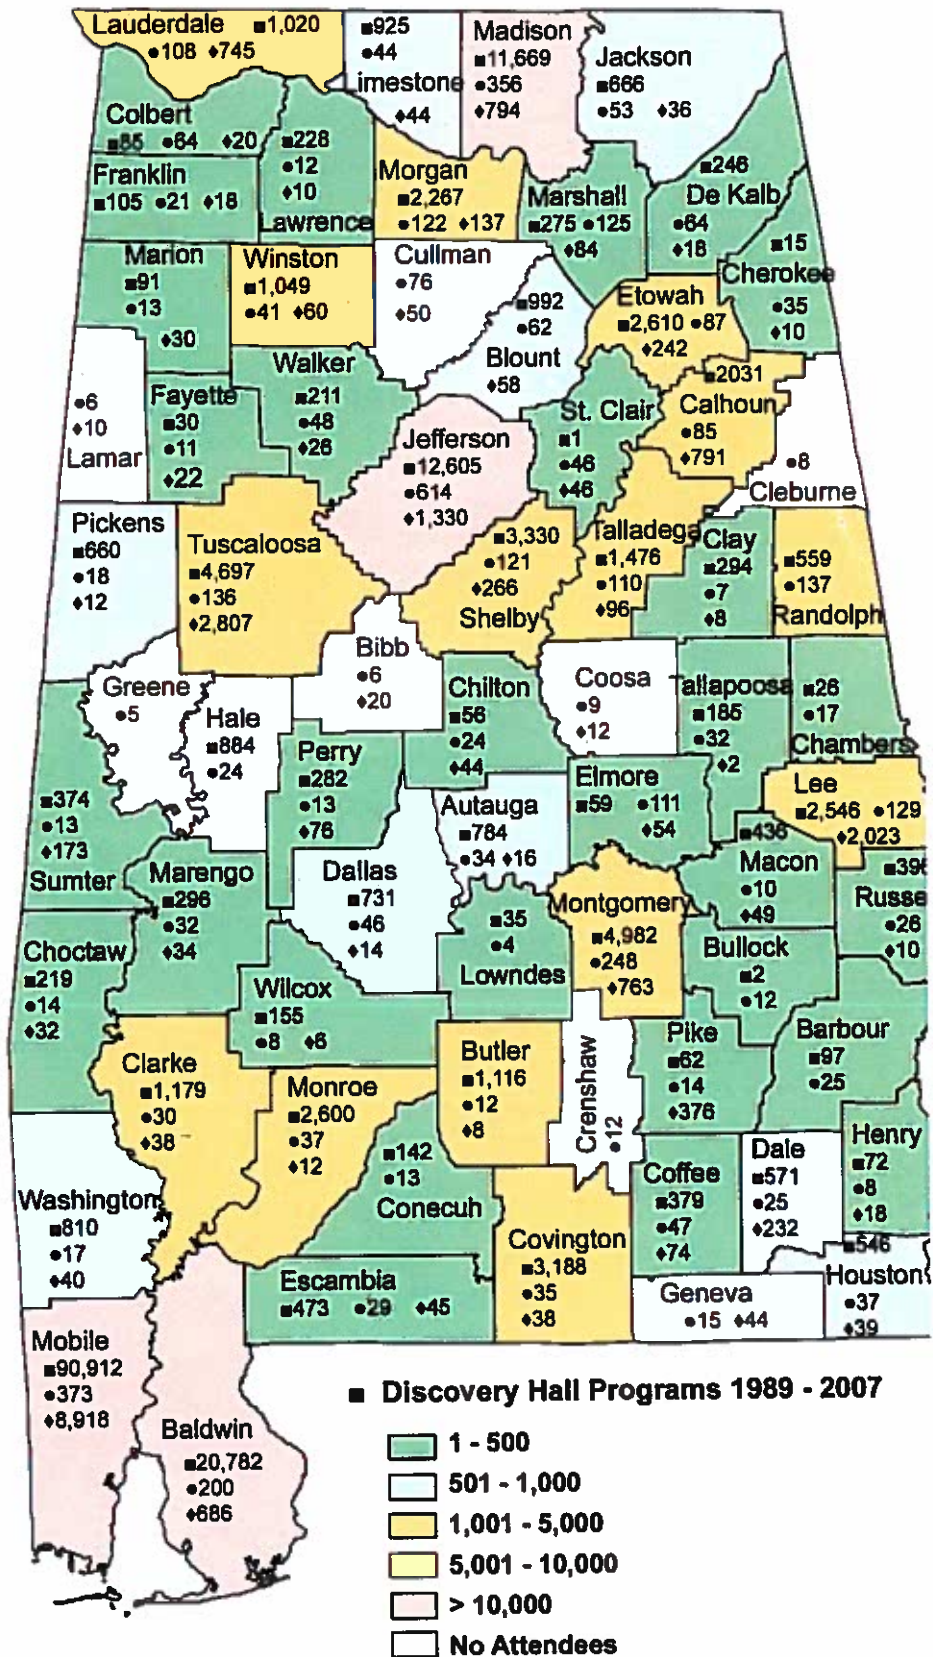 Lauderdale ■1,020
●108 ♦745
■925
●44
imestone
♦44
Madison
■11,669
●356
♦794
Jackson
■666
●53 ♦36
Colbert
■85 ●64 ♦20
■228
●12
♦10
Lawrence
Franklin
■105 ●21 ♦18
Morgan
■2,267
●122 ♦137
Marshall
■275 ●125
♦84
■246
De Kalb
●64
♦18
■15
Cherokee
●35
♦10
Marion
■91
●13
♦30
Winston
■1,049
●41 ♦60
Cullman
●76
♦50
■992
●62
Blount
♦58
Etowah
■2,610 ●87
♦242
Walker
■211
●48
♦26
●6
♦10
Lamar
Fayette
■30
●11
♦22
Jefferson
■12,605
●614
♦1,330
St. Clair
■1
●46
♦46
■2031
Calhoun
●85
♦791
●8
Cleburne
Pickens
■660
●18
♦12
Tuscaloosa
■4,697
●136
♦2,807
■3,330
●121
♦266
Shelby
Talladega
■1,476
●110
♦96
Clay
■294
●7
♦8
■559
●137
Randolph
Bibb
●6
♦20
Greene
●5
Hale
■884
●24
Chilton
■56
●24
♦44
Coosa
●9
♦12
allapoosa
■185
●32
♦2
■26
●17
Chambers
Perry
■282
●13
♦76
Autauga
■784
●34 ♦16
Elmore
■59 ●111
♦54
Lee
■2,546 ●129
♦2,023
■374
●13
♦173
Sumter
Marengo
■296
●32
♦34
Dallas
■731
●46
♦14
■35
●4
Lowndes
Montgomery
■4,982
●248
♦763
■436
Macon
●10
♦49
■396
Russe
●26
♦10
Choctaw
■219
●14
♦32
Wilcox
■155
●8 ♦6
Bullock
■2
●12
Clarke
■1,179
●30
♦38
Monroe
■2,600
●37
♦12
Butler
■1,116
●12
♦8
Crenshaw
●12
Pike
■62
●14
♦376
Barbour
■97
●25
■142
●13
Conecuh
Coffee
■379
●47
♦74
Dale
■571
●25
♦232
Henry
■72
●8
♦18
Washington
■810
●17
♦40
Covington
■3,188
●35
♦38
■546
Houston
●37
♦39
Escambia
■473 ●29 ♦45
Geneva
●15 ♦44
Mobile
■90,912
●373
♦8,918
Baldwin
■20,782
●200
♦686
■ Discovery Hall Programs 1989 - 2007
1 - 500
501 - 1,000
1,001 - 5,000
5,001 - 10,000
> 10,000
No Attendees